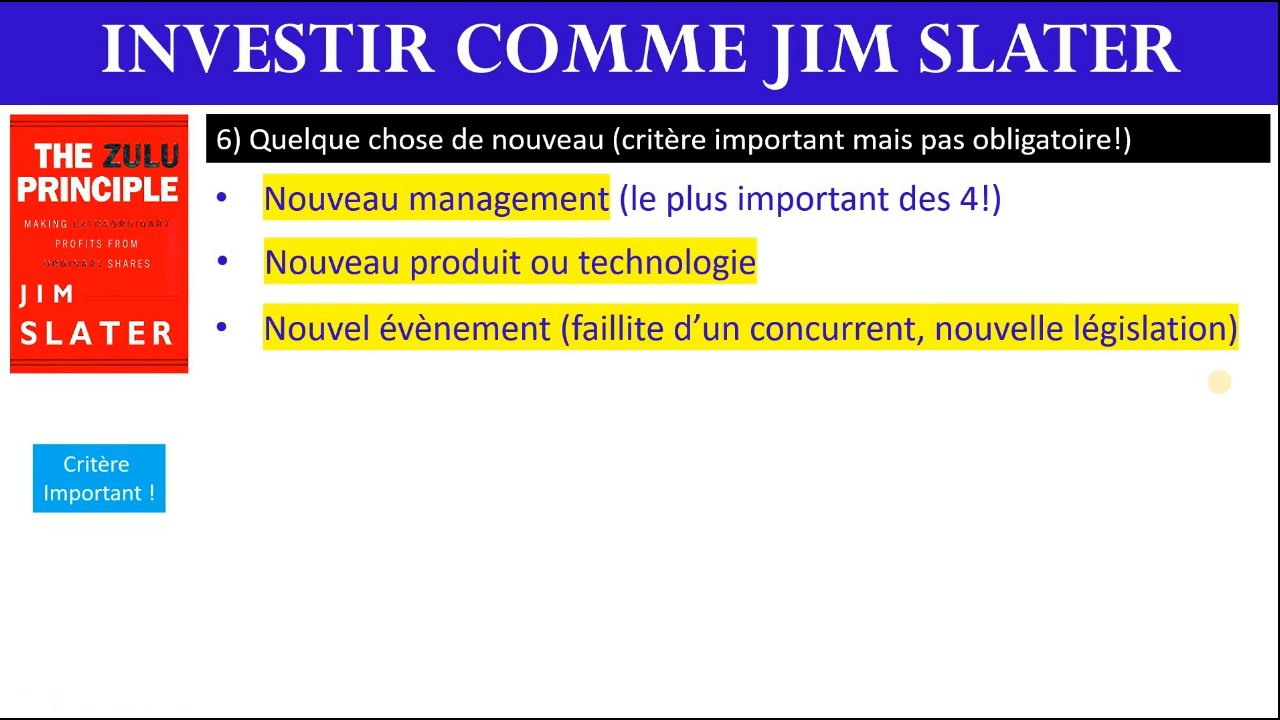 INVESTIR COMME JIM SLATER
6) Quelque chose de nouveau (critère important mais pas obligatoire!)
• Nouveau management (le plus important des 4!)
• Nouveau produit ou technologie
• Nouvel évènement (faillite d’un concurrent, nouvelle législation)
THE ZULU
PRINCIPLE
MAKING EXTRAORDINARY
PROFITS FROM
ORDINARY SHARES
JIM
SLATER
Critère
Important !